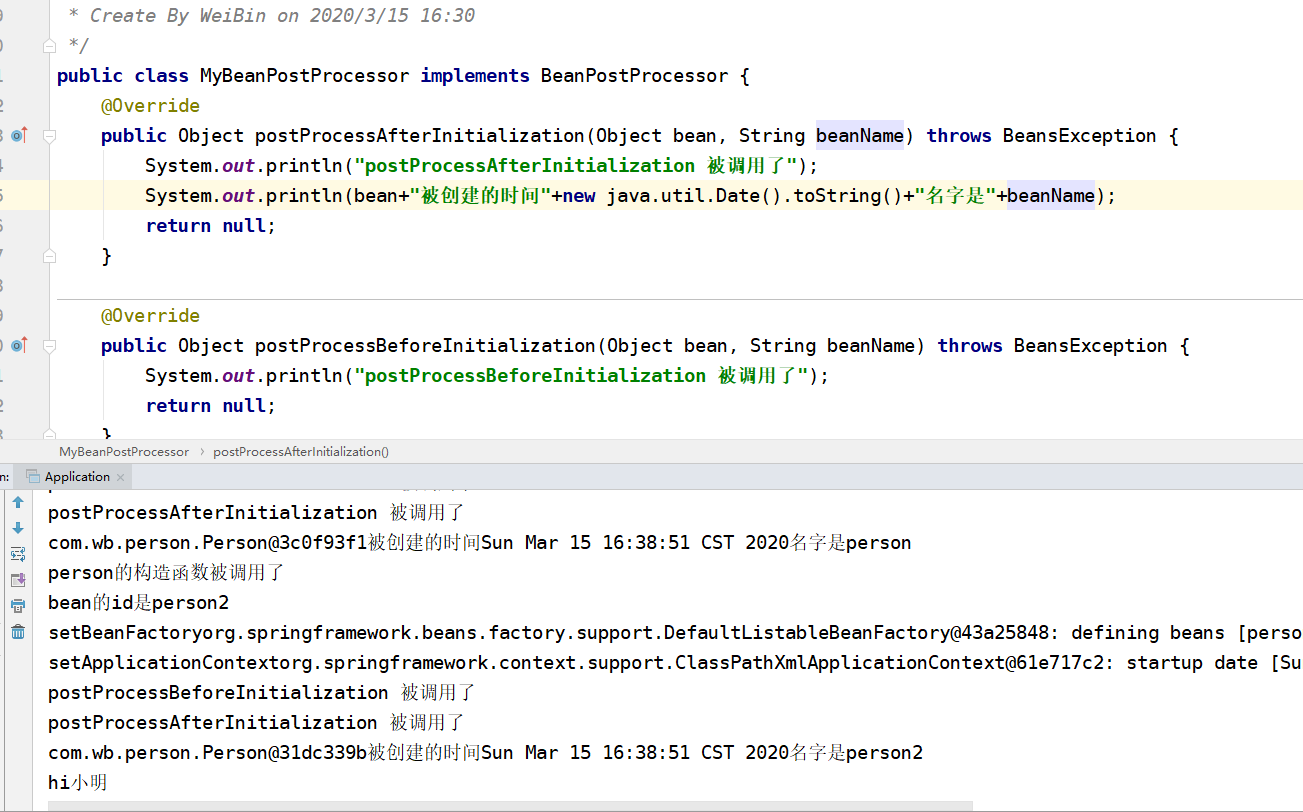 * Create By WeiBin on 2020/3/15 16:30
*/
public class MyBeanPostProcessor implements BeanPostProcessor {
@Override
public Object postProcessAfterInitialization(Object bean, String beanName) throws BeansException {
System.out.println("postProcessAfterInitialization 被调用了");
System.out.println(bean+"被创建的时间"+new java.util.Date().toString()+"名字是"+beanName);
return null;
}
@Override
public Object postProcessBeforeInitialization(Object bean, String beanName) throws BeansException {
System.out.println("postProcessBeforeInitialization 被调用了");
return null;
}
MyBeanPostProcessor › postProcessAfterInitialization()
n: Application ×
postProcessAfterInitialization 被调用了
com.wb.person.Person@3c0f93f1被创建的时间Sun Mar 15 16:38:51 CST 2020名字是person
person的构造函数被调用了
bean的id是person2
setBeanFactoryorg.springframework.beans.factory.support.DefaultListableBeanFactory@43a25848: defining beans [perso
setApplicationContextorg.springframework.context.support.ClassPathXmlApplicationContext@61e717c2: startup date [Su
postProcessBeforeInitialization 被调用了
postProcessAfterInitialization 被调用了
com.wb.person.Person@31dc339b被创建的时间Sun Mar 15 16:38:51 CST 2020名字是person2
hi小明